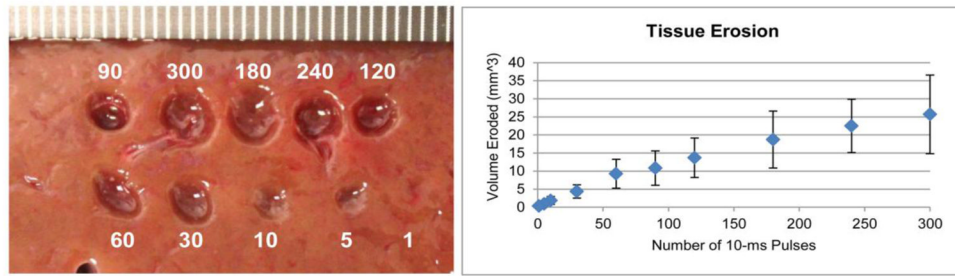 90 300 180 240 120
60 30 10 5 1
Tissue Erosion
Volume Eroded (mm^3)
40
35
30
25
20
15
10
5
0
0 50 100 150 200 250 300
Number of 10-ms Pulses